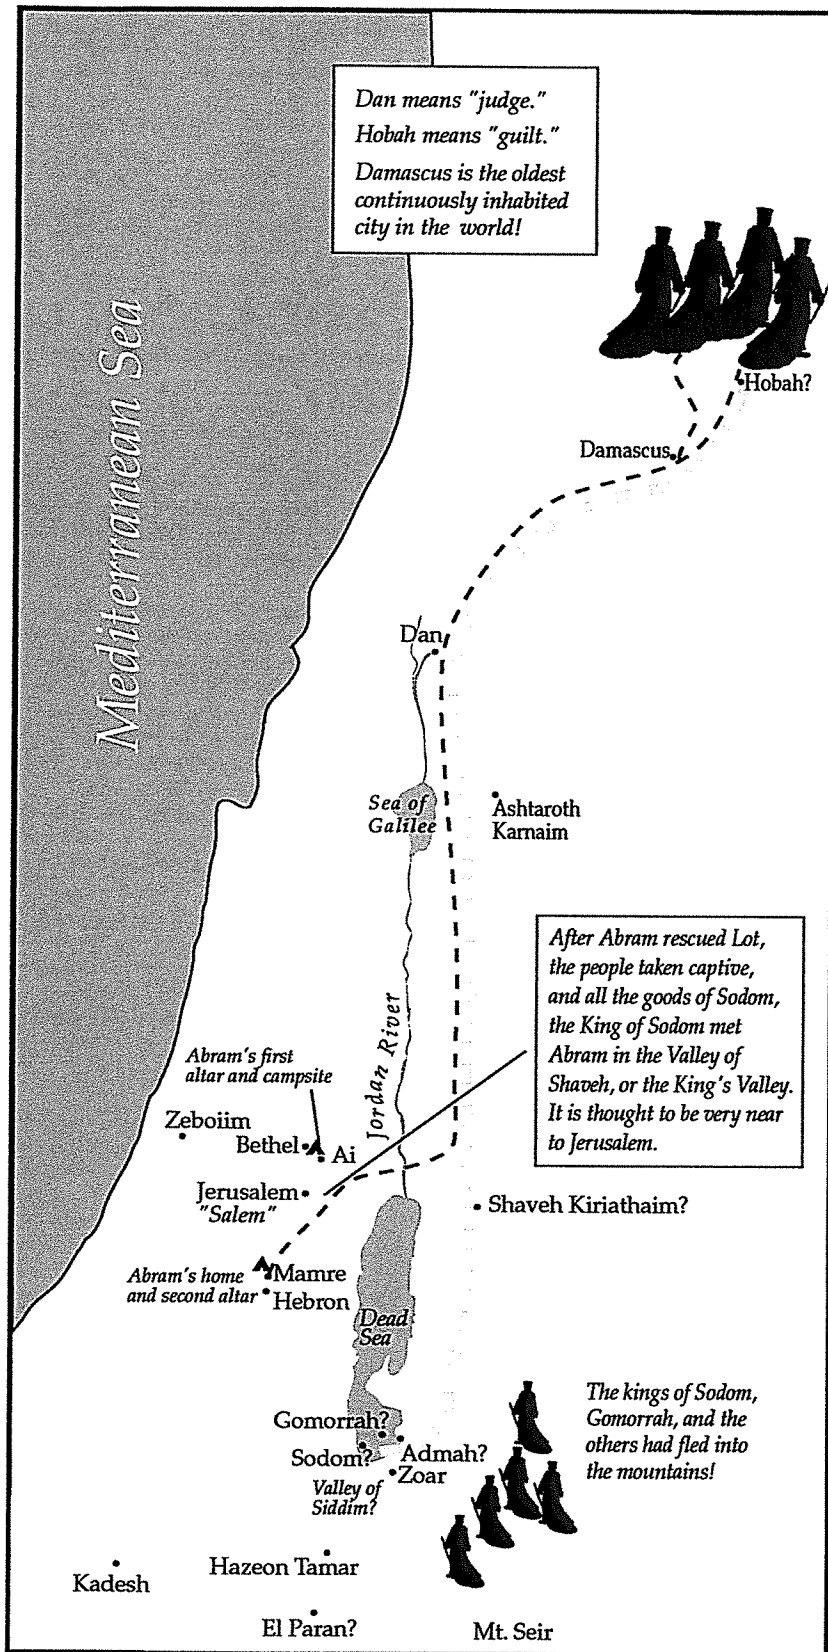 Dan means "judge."
Hobah means "guilt."
Damascus is the oldest
continuously inhabited
city in the world!
Mediterranean Sea
Hobah?
Damascus
Dan
Sea of
Galilee
Ashtaroth
Karnaim
After Abram rescued Lot,
the people taken captive,
and all the goods of Sodom,
the King of Sodom met
Abram in the Valley of
Shaveh, or the King's Valley.
It is thought to be very near
to Jerusalem.
Jordan River
Abram's first
altar and campsite
Zeboiim
Bethel
Ai
Jerusalem
"Salem"
Shaveh Kiriathaim?
Abram's home
and second altar
Mamre
Hebron
Dead
Sea
The kings of Sodom,
Gomorrah, and the
others had fled into
the mountains!
Gomorrah?
Sodom?
Admah?
Zoar
Valley of
Siddim?
Kadesh
Hazeon Tamar
El Paran?
Mt. Seir